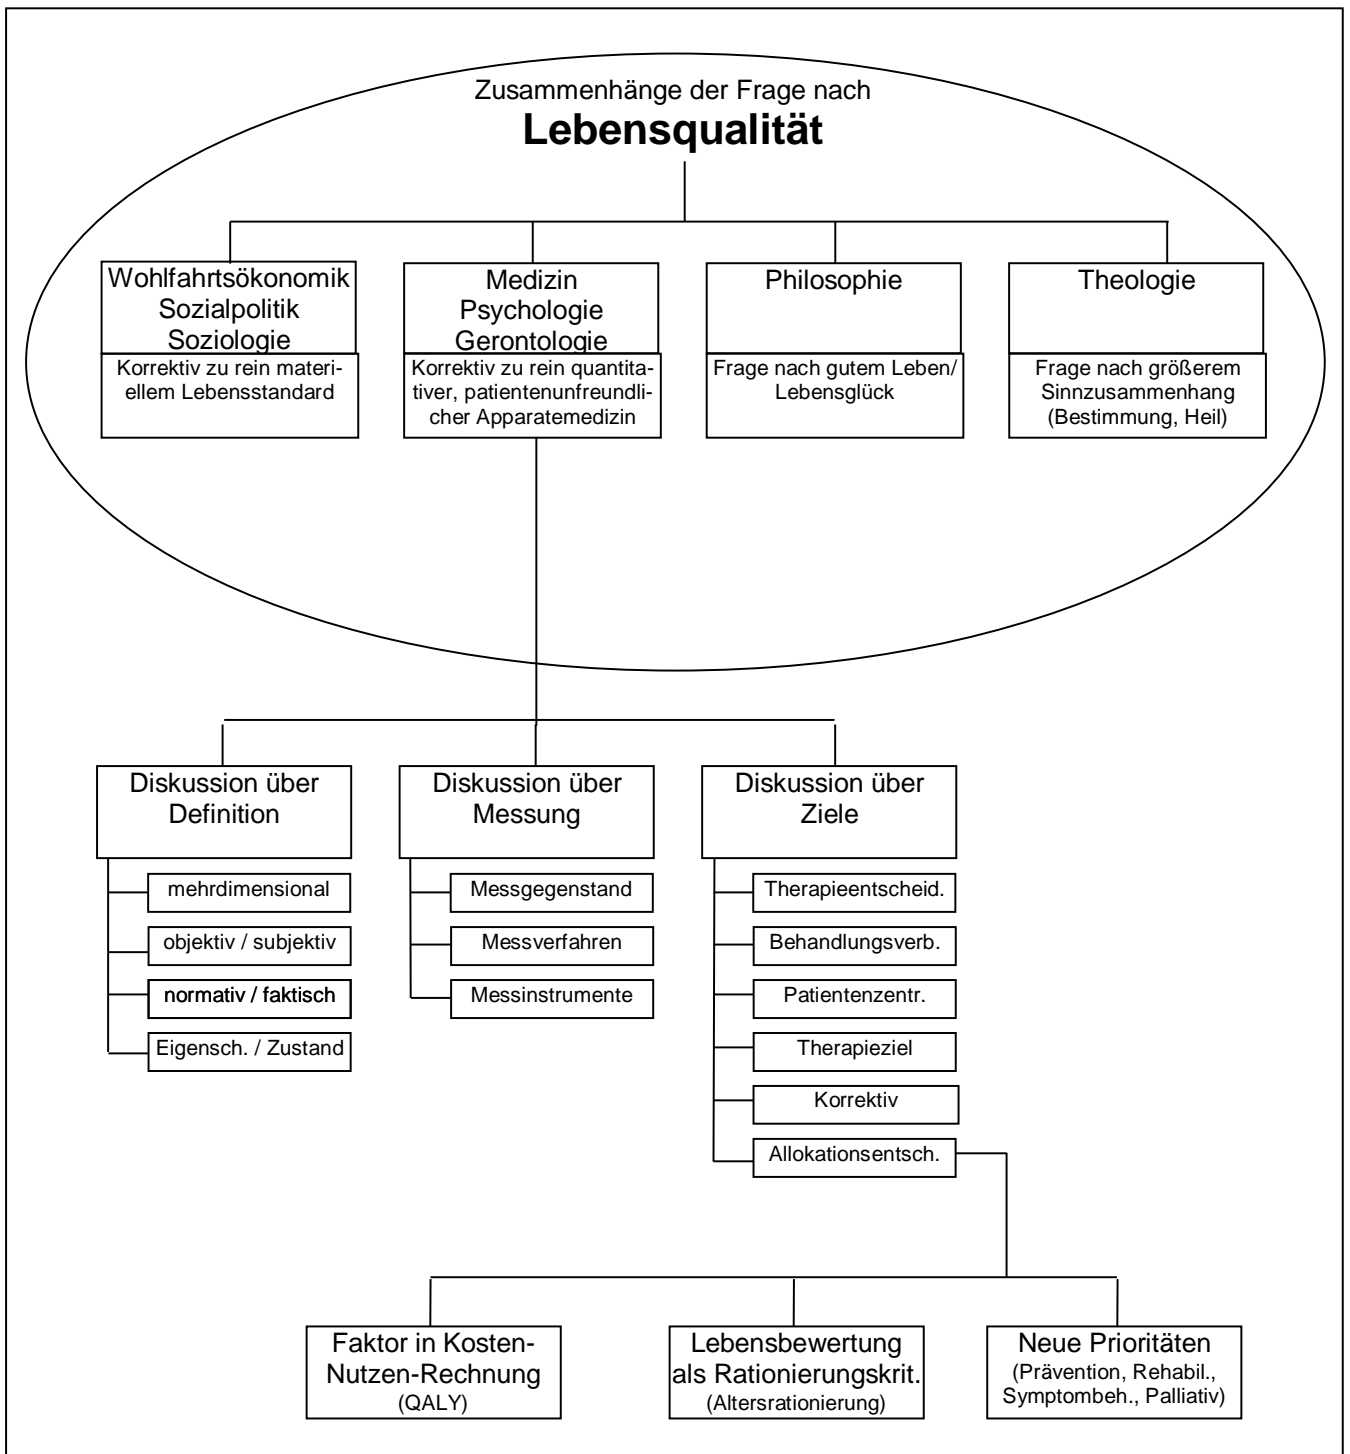 Zusammenhänge der Frage nach
Lebensqualität
Wohlfahrtsökonomik
Sozialpolitik
Soziologie
Korrektiv zu rein materi-
ellem Lebensstandard
Medizin
Psychologie
Gerontologie
Korrektiv zu rein quantita-
tiver, patientenunfreundli-
cher Apparatemedizin
Philosophie
Frage nach gutem Leben/
Lebensglück
Theologie
Frage nach größerem
Sinnzusammenhang
(Bestimmung, Heil)
Diskussion über
Definition
mehrdimensional
objektiv / subjektiv
normativ / faktisch
Eigensch. / Zustand
Diskussion über
Messung
Messgegenstand
Messverfahren
Messinstrumente
Diskussion über
Ziele
Therapieentscheid.
Behandlungsverb.
Patientenzentr.
Therapieziel
Korrektiv
Allokationsentsch.
Faktor in Kosten-
Nutzen-Rechnung
(QALY)
Lebensbewertung
als Rationierungskrit.
(Altersrationierung)
Neue Prioritäten
(Prävention, Rehabil.,
Symptombeh., Palliativ)